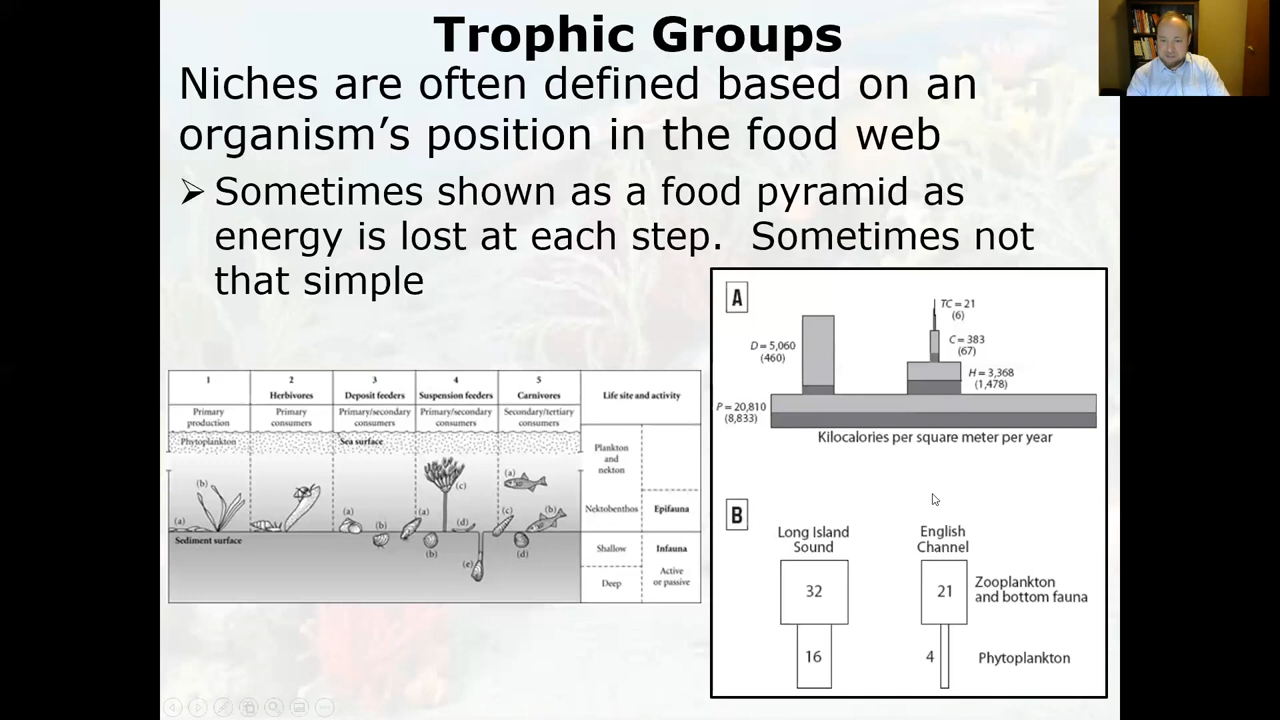 Trophic Groups
Niches are often defined based on an
organism’s position in the food web
➢ Sometimes shown as a food pyramid as
energy is lost at each step.  Sometimes not
that simple
1
2
3
4
5
Herbivores
Deposit feeders
Suspension feeders
Carnivores
Life site and activity
Primary
production
Primary
consumers
Primary/secondary
consumers
Primary/secondary
consumers
Secondary/tertiary
consumers
Phytoplankton
Sea surface
Plankton
and
nekton
(a)
(b)
(a)
(b)
(a)
(b)
(c)
(d)
(e)
(a)
(b)
(c)
(d)
Nektobenthos
Epifauna
Sediment surface
Shallow
Infauna
Deep
Active
or passive
A
TC = 21
(6)
C = 383
(67)
D = 5,060
(460)
H = 3,368
(1,478)
P = 20,810
(8,833)
Kilocalories per square meter per year
B
Long Island
Sound
English
Channel
32
21
Zooplankton
and bottom fauna
16
4
Phytoplankton